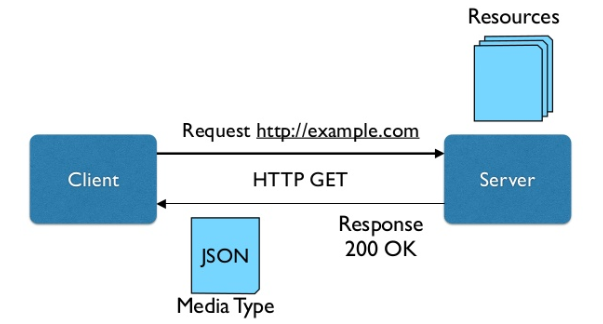 Resources
Request http://example.com
Client
HTTP GET
Server
Response
200 OK
JSON
Media Type